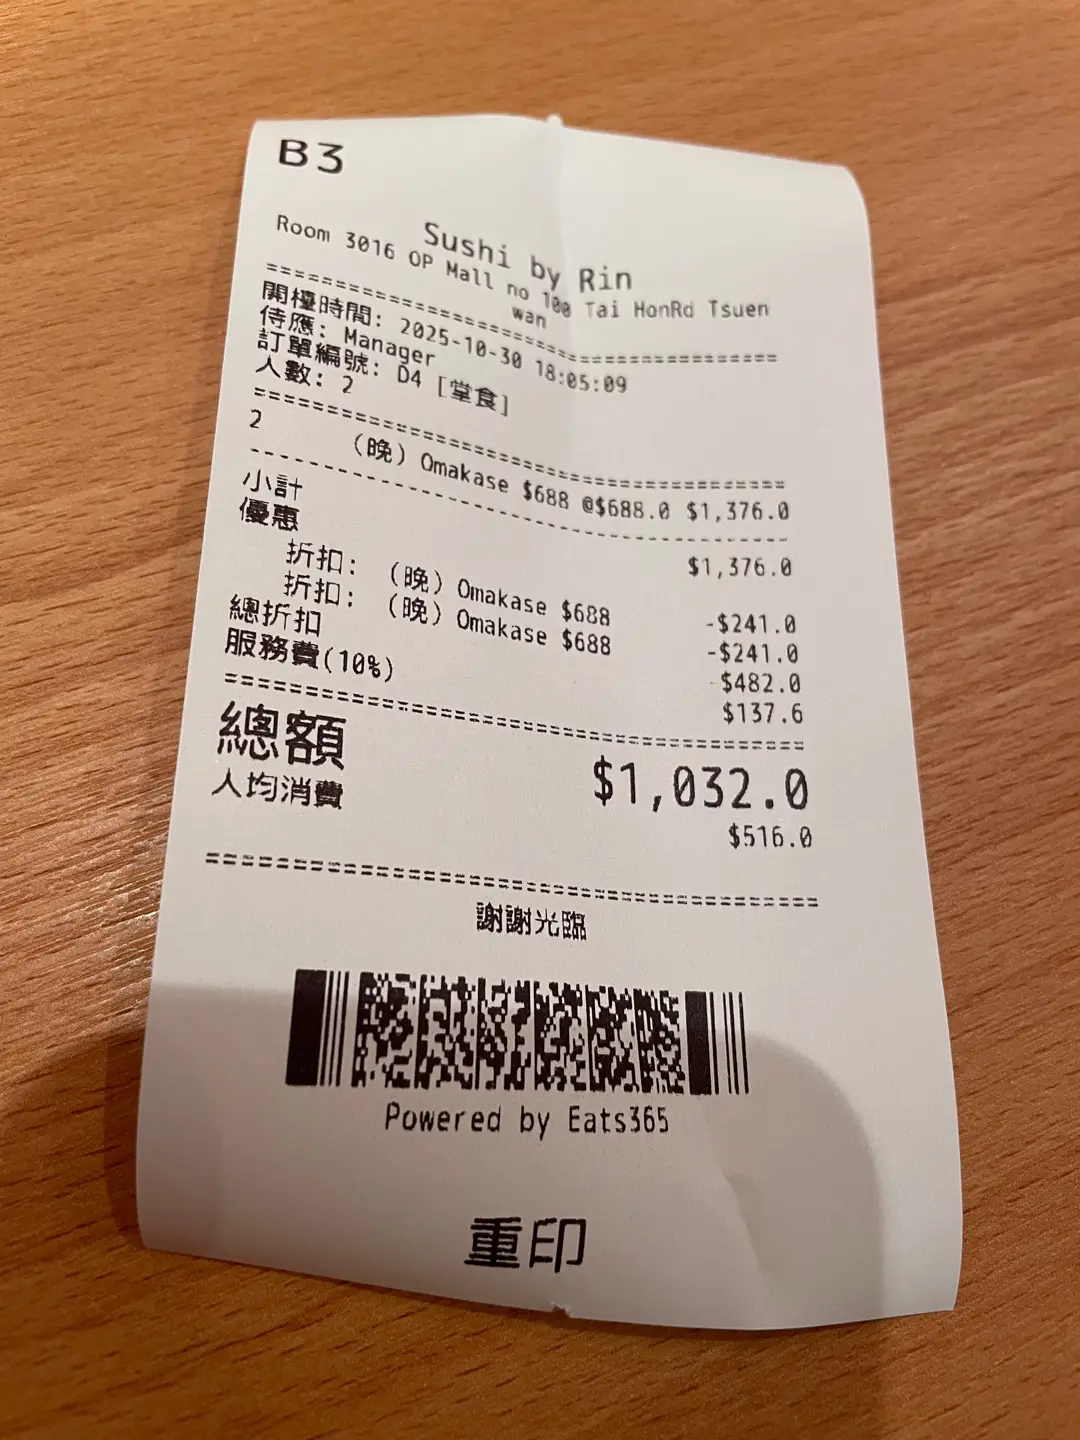 B3
Sushi by Rin
Room 3016 OP Mall no 100 Tai HonRd Tsuen
wan
================================
開檯時間: 2025-10-30 18:05:09
侍應: Manager
訂單編號: D4 [堂食]
人數: 2
================================
2 (晚) Omakase $688 @$688.0 $1,376.0
--------------------------------
小計 $1,376.0
優惠
折扣: (晚) Omakase $688 -$241.0
折扣: (晚) Omakase $688 -$241.0
總折扣 -$482.0
服務費(10%) $137.6
================================
總額 $1,032.0
人均消費 $516.0
================================
謝謝光臨
Powered by Eats365
重印